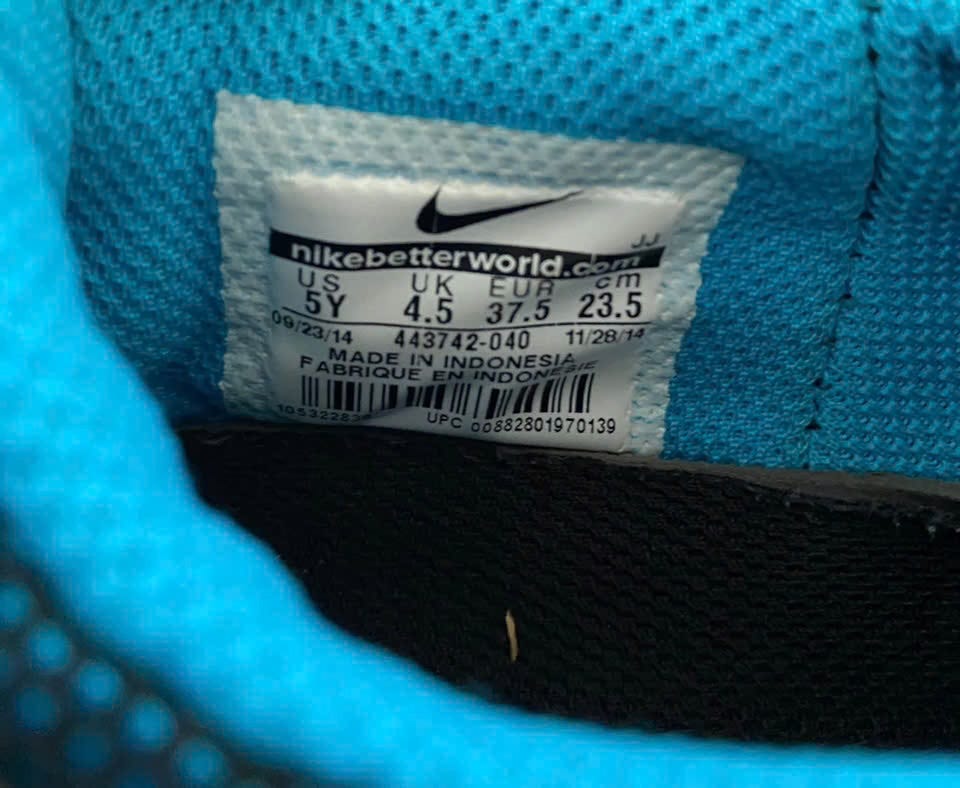 JJ
nikebetterworld.com
US UK EUR cm
5Y 4.5 37.5 23.5
09/23/14 443742-040 11/28/14
MADE IN INDONESIA
FABRIQUE EN INDONESIE
UPC 00882801970139